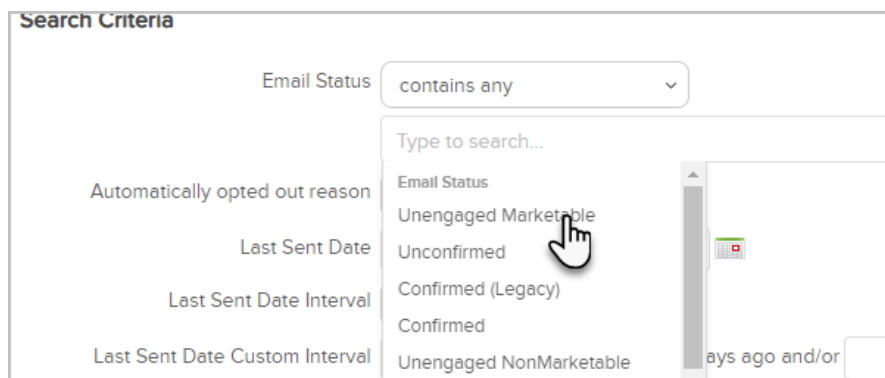 Search Criteria
Email Status contains any
Type to search...
Email Status
Automatically opted out reason
Unengaged Marketable
Last Sent Date
Unconfirmed
Last Sent Date Interval
Confirmed (Legacy)
Confirmed
Last Sent Date Custom Interval
Unengaged NonMarketable
ays ago and/or